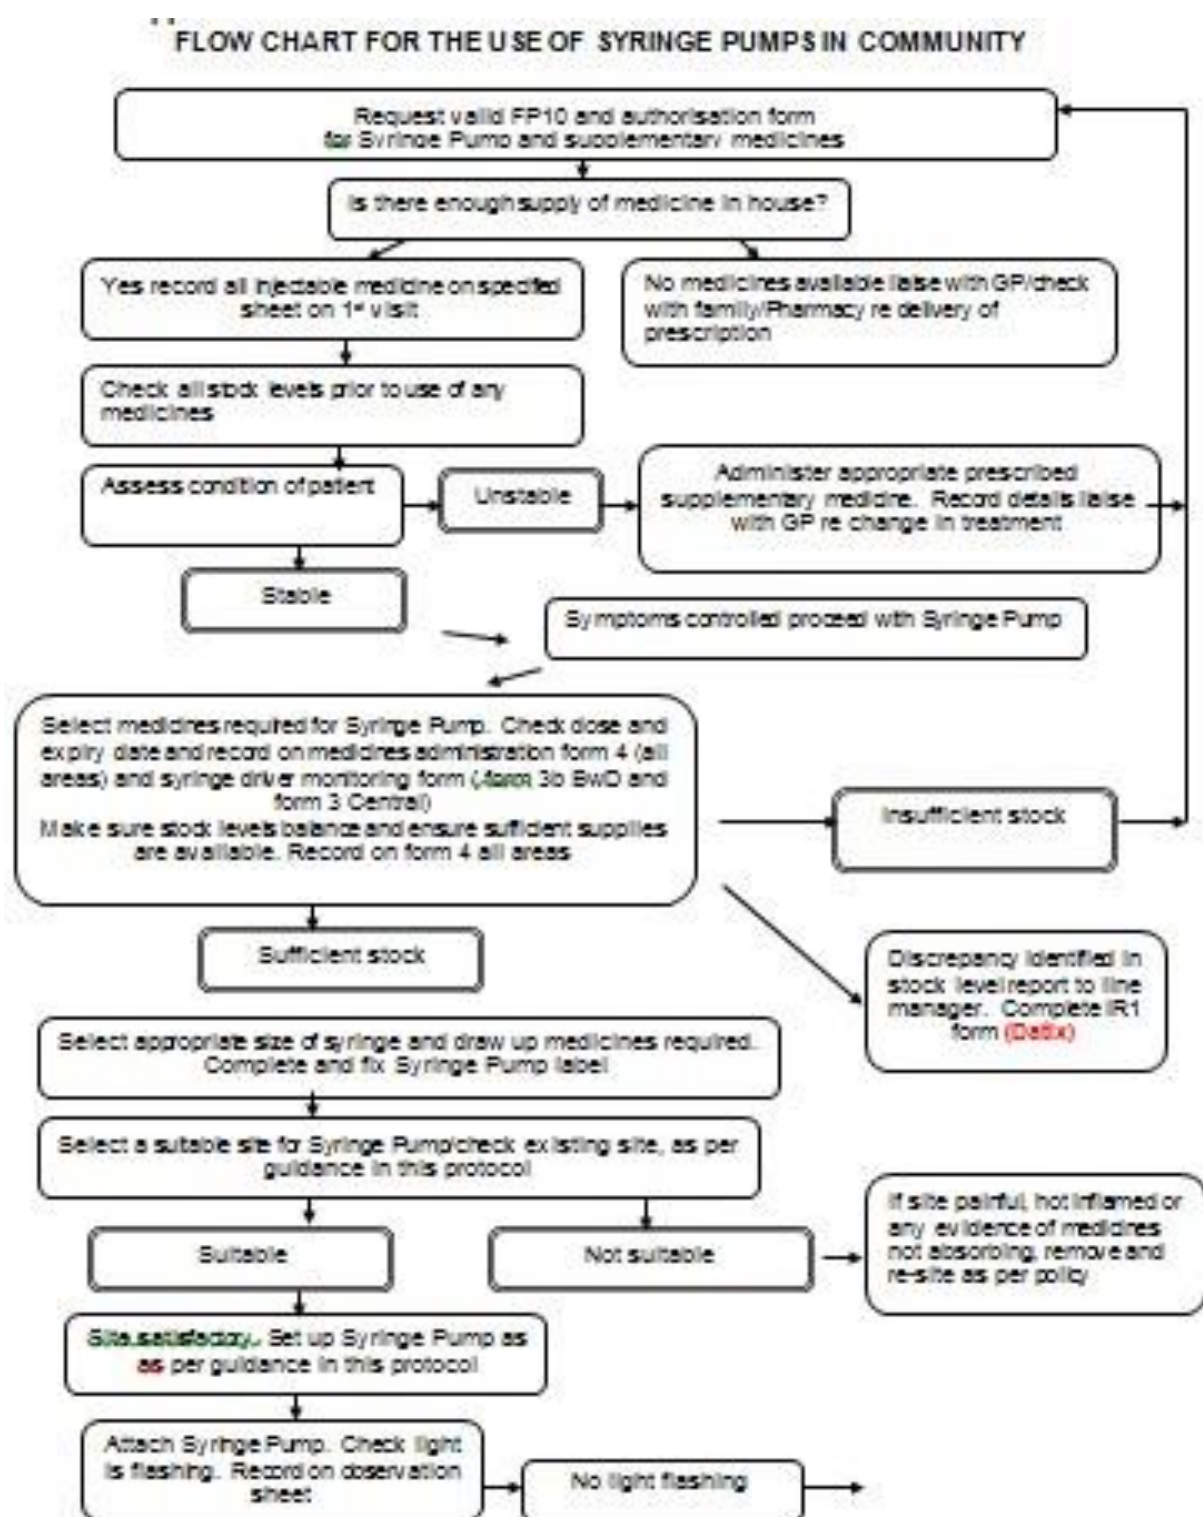 FLOW CHART FOR THE USE OF SYRINGE PUMPS IN COMMUNITY
Request valid FP10 and authorisation form
for Syringe Pump and supplementary medicines
Is there enough supply of medicine in house?
Yes record all injectable medicine on specified
sheet on 1st visit
No medicines available liaise with GP/check
with family/Pharmacy re delivery of
prescription
Check all stock levels prior to use of any
medicines
Assess condition of patient
Unstable
Administer appropriate prescribed
supplementary medicine. Record details liaise
with GP re change in treatment
Stable
Symptoms controlled proceed with Syringe Pump
Select medicines required for Syringe Pump. Check dose and
expiry date and record on medicines administration form 4 (all
areas) and syringe driver monitoring form ( form 3b BwD and
form 3 Central)
Make sure stock levels balance and ensure sufficient supplies
are available. Record on form 4 all areas
Insufficient stock
Sufficient stock
Discrepancy identified in
stock level report to line
manager. Complete IR1
form (Datix)
Select appropriate size of syringe and draw up medicines required.
Complete and fix Syringe Pump label
Select a suitable site for Syringe Pump/check existing site, as per
guidance in this protocol
Suitable
Not suitable
If site painful, hot inflamed or
any evidence of medicines
not absorbing, remove and
re-site as per policy
Site satisfactory. Set up Syringe Pump as
as per guidance in this protocol
Attach Syringe Pump. Check light
is flashing. Record on observation
sheet
No light flashing